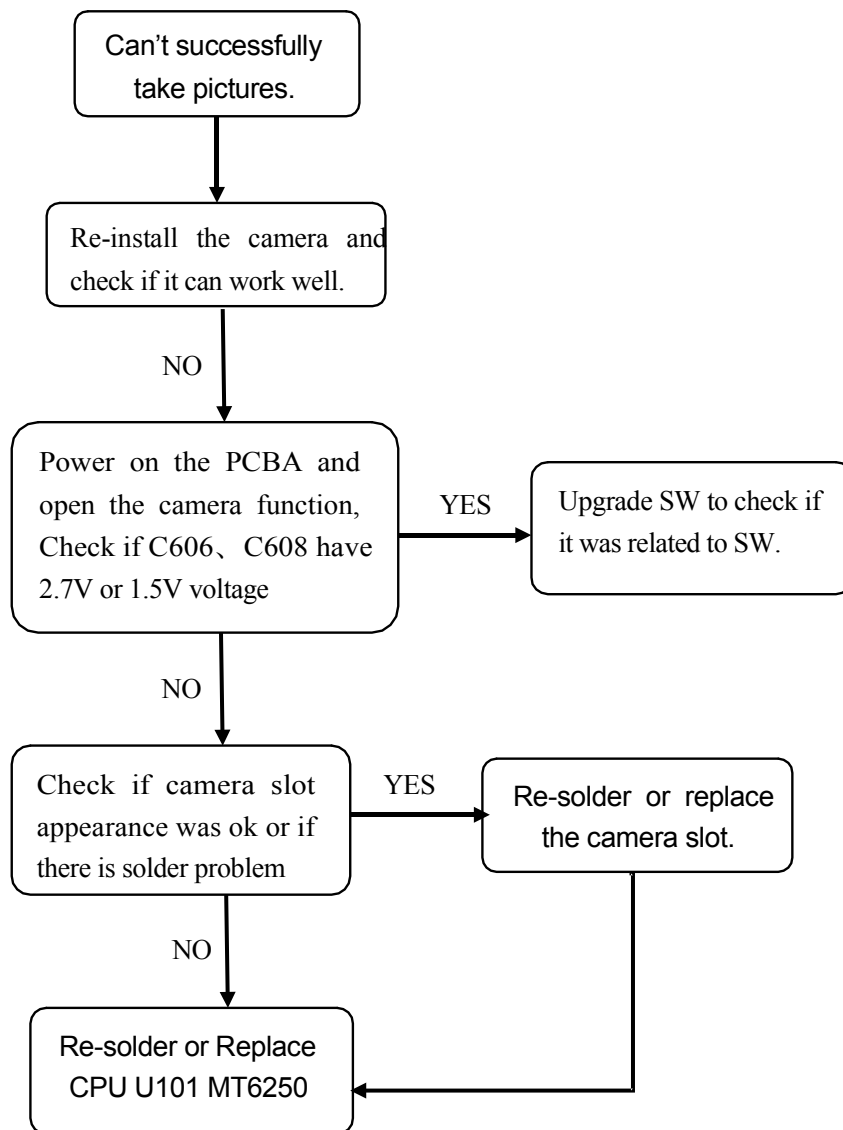 Can't successfully
take pictures.
Re-install the camera and
check if it can work well.
NO
Power on the PCBA and
open the camera function,
Check if C606、C608 have
2.7V or 1.5V voltage
YES
Upgrade SW to check if
it was related to SW.
NO
Check if camera slot
appearance was ok or if
there is solder problem
YES
Re-solder or replace
the camera slot.
NO
Re-solder or Replace
CPU U101 MT6250